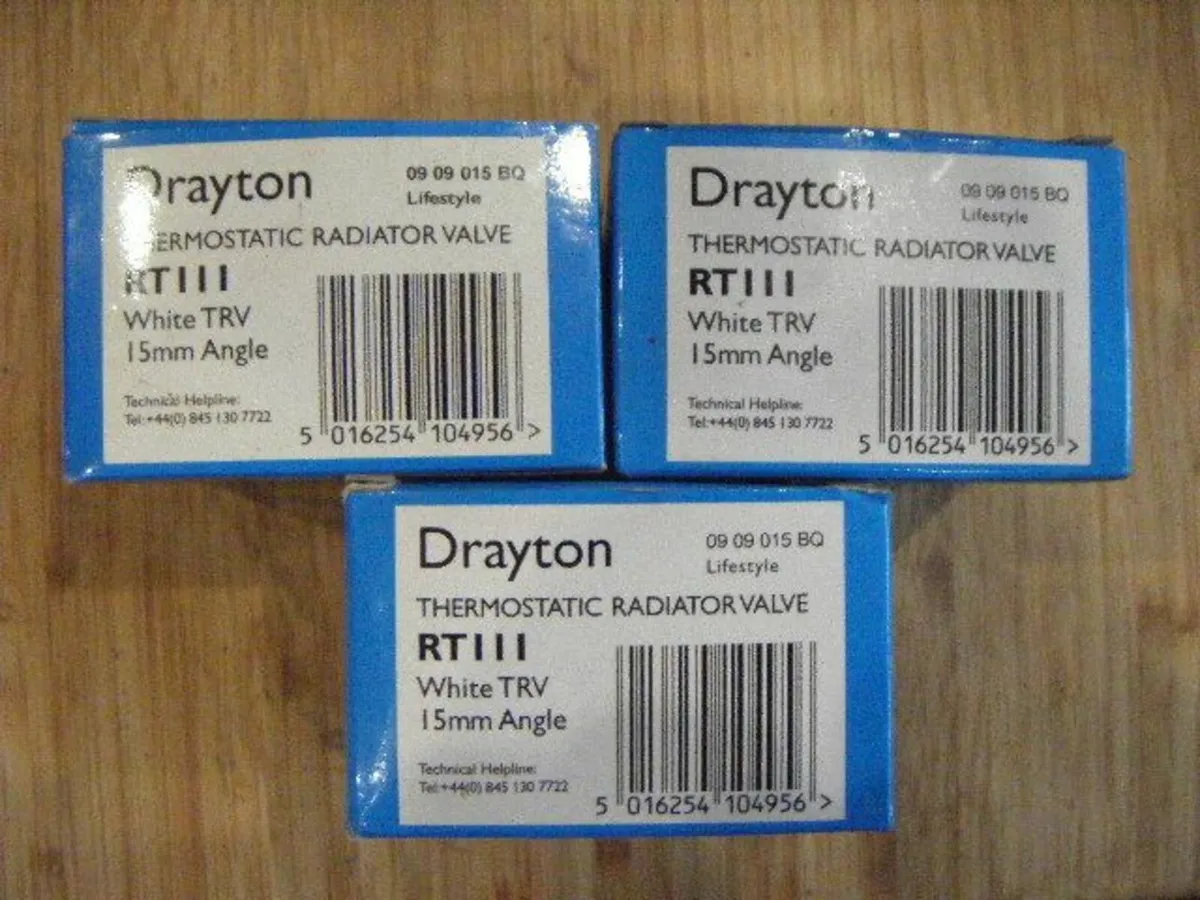 Drayton
09 09 015 BQ
Lifestyle
THERMOSTATIC RADIATOR VALVE
RT111
White TRV
15mm Angle
Technical Helpline:
Tel:+44(0) 845 130 7722
5 016254 104956 >
Drayton
09 09 015 BQ
Lifestyle
THERMOSTATIC RADIATOR VALVE
RT111
White TRV
15mm Angle
Technical Helpline:
Tel:+44(0) 845 130 7722
5 016254 104956 >
Drayton
09 09 015 BQ
Lifestyle
THERMOSTATIC RADIATOR VALVE
RT111
White TRV
15mm Angle
Technical Helpline:
Tel:+44(0) 845 130 7722
5 016254 104956 >